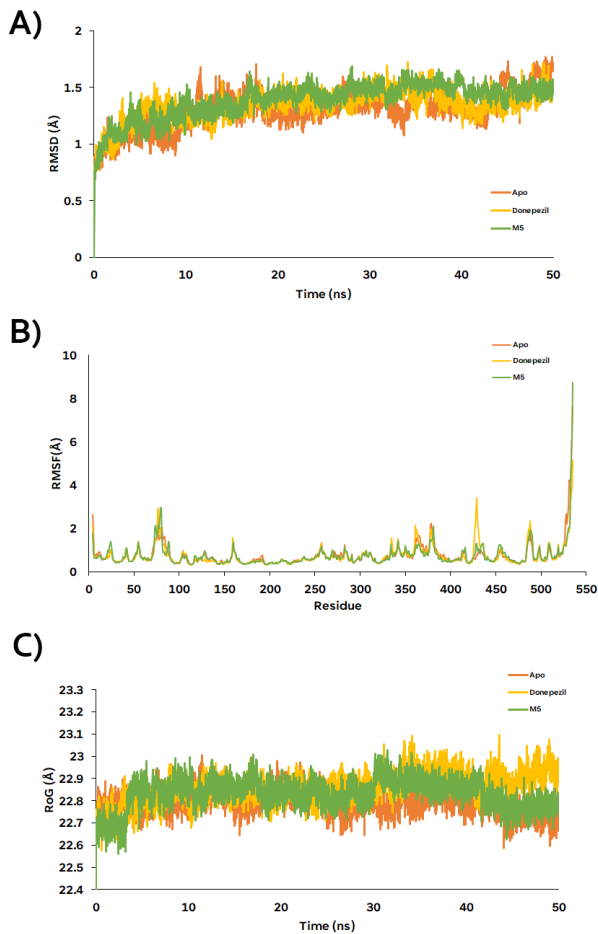 A)
2
1.5
1
0.5
0
RMSD (Å)
Apo
Donepezil
M5
0 10 20 30 40 50
Time (ns)
B)
10
8
6
4
2
0
RMSF(Å)
Apo
Donepezil
M5
0 50 100 150 200 250 300 350 400 450 500 550
Residue
C)
23.3
23.2
23.1
23
22.9
22.8
22.7
22.6
22.5
22.4
RoG (Å)
Apo
Donepezil
M5
0 10 20 30 40 50
Time (ns)